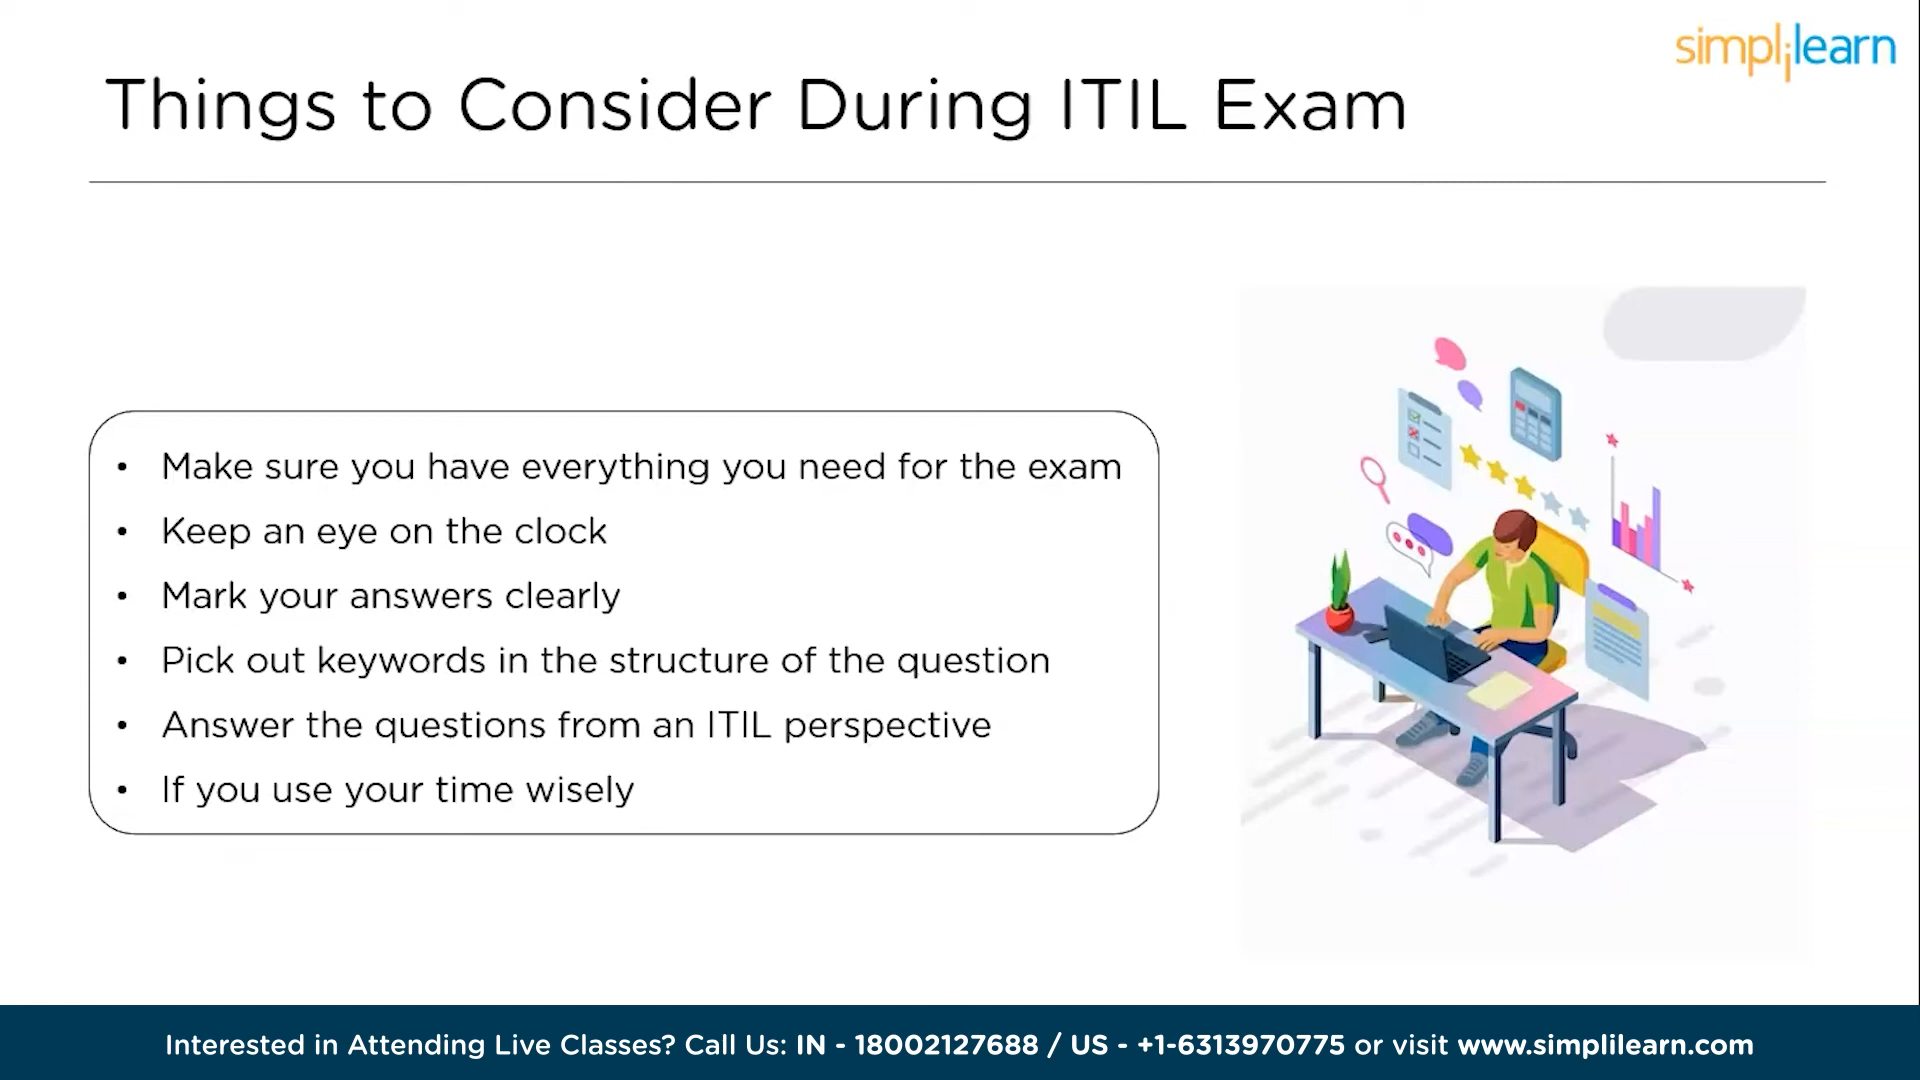 simplilearn
Things to Consider During ITIL Exam
• Make sure you have everything you need for the exam
• Keep an eye on the clock
• Mark your answers clearly
• Pick out keywords in the structure of the question
• Answer the questions from an ITIL perspective
• If you use your time wisely
Interested in Attending Live Classes? Call Us: IN - 18002127688 / US - +1-6313970775 or visit www.simplilearn.com